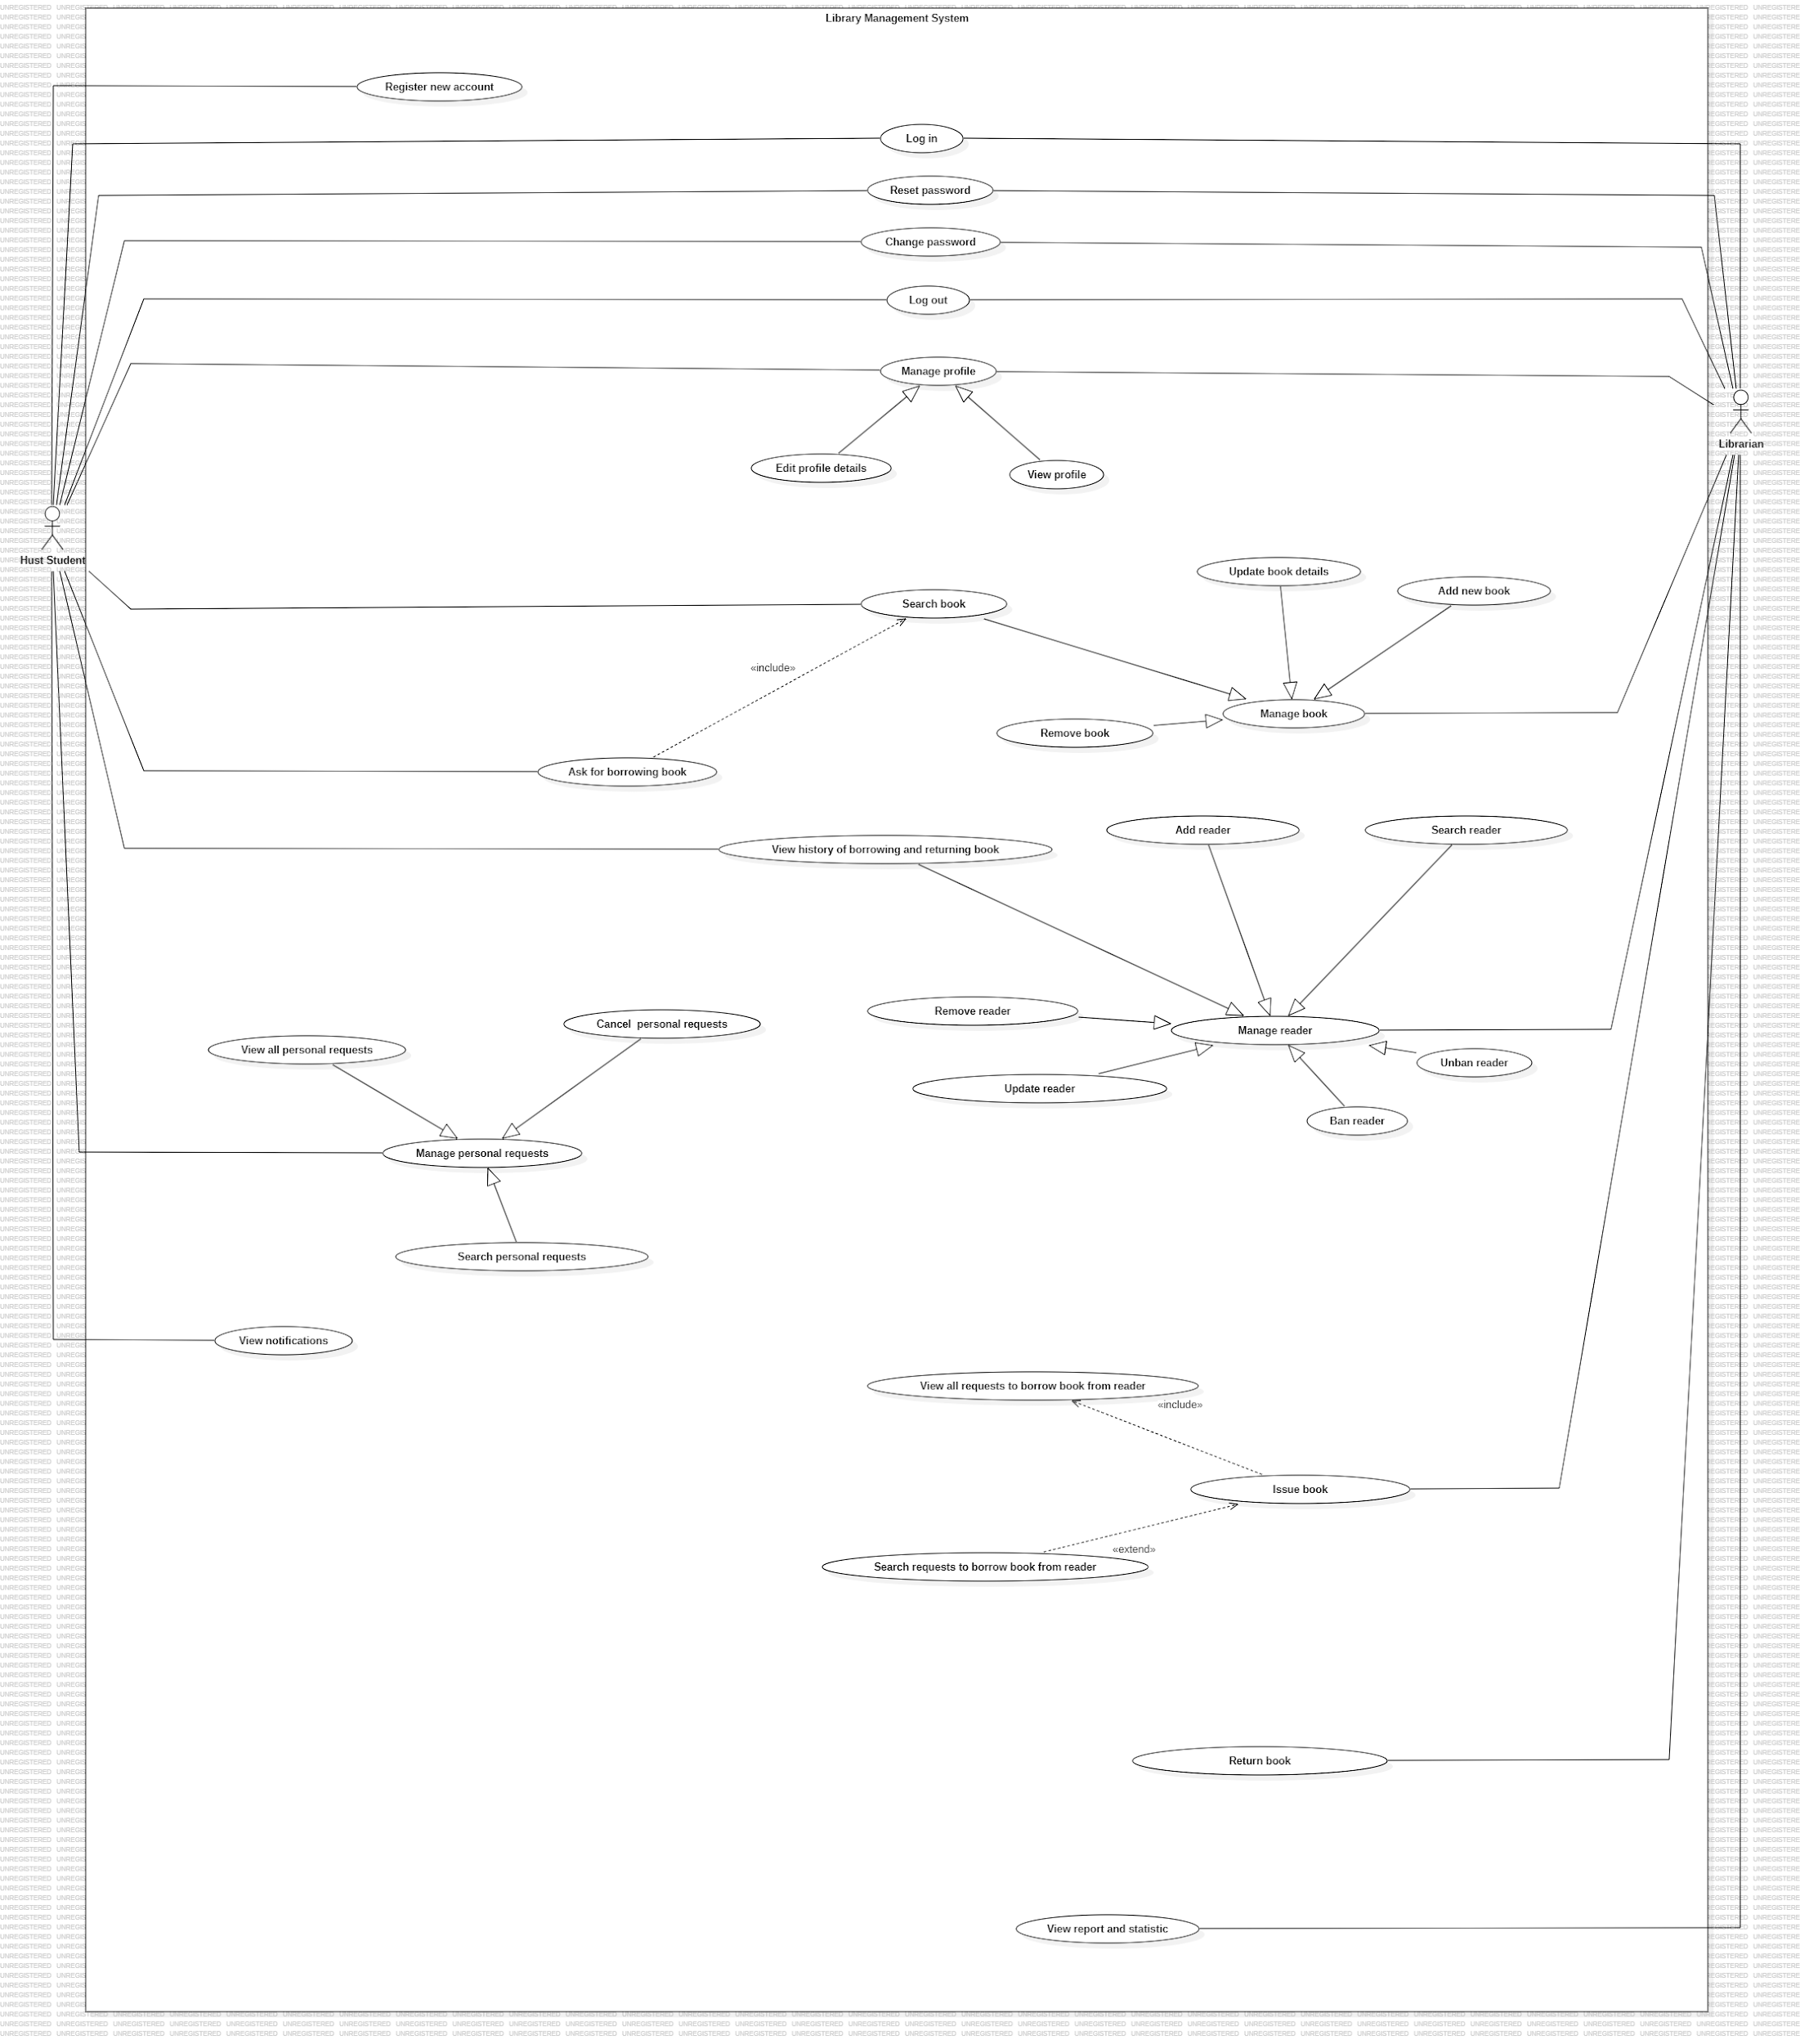 Library Management System
Register new account
Log in
Reset password
Change password
Log out
Manage profile
Edit profile details
View profile
Librarian
Hust Student
Update book details
Add new book
Search book
«include»
Manage book
Remove book
Ask for borrowing book
Add reader
Search reader
View history of borrowing and returning book
Remove reader
Cancel  personal requests
Manage reader
View all personal requests
Unban reader
Update reader
Ban reader
Manage personal requests
Search personal requests
View notifications
View all requests to borrow book from reader
«include»
Issue book
«extend»
Search requests to borrow book from reader
Return book
View report and statistic
UNREGISTERED